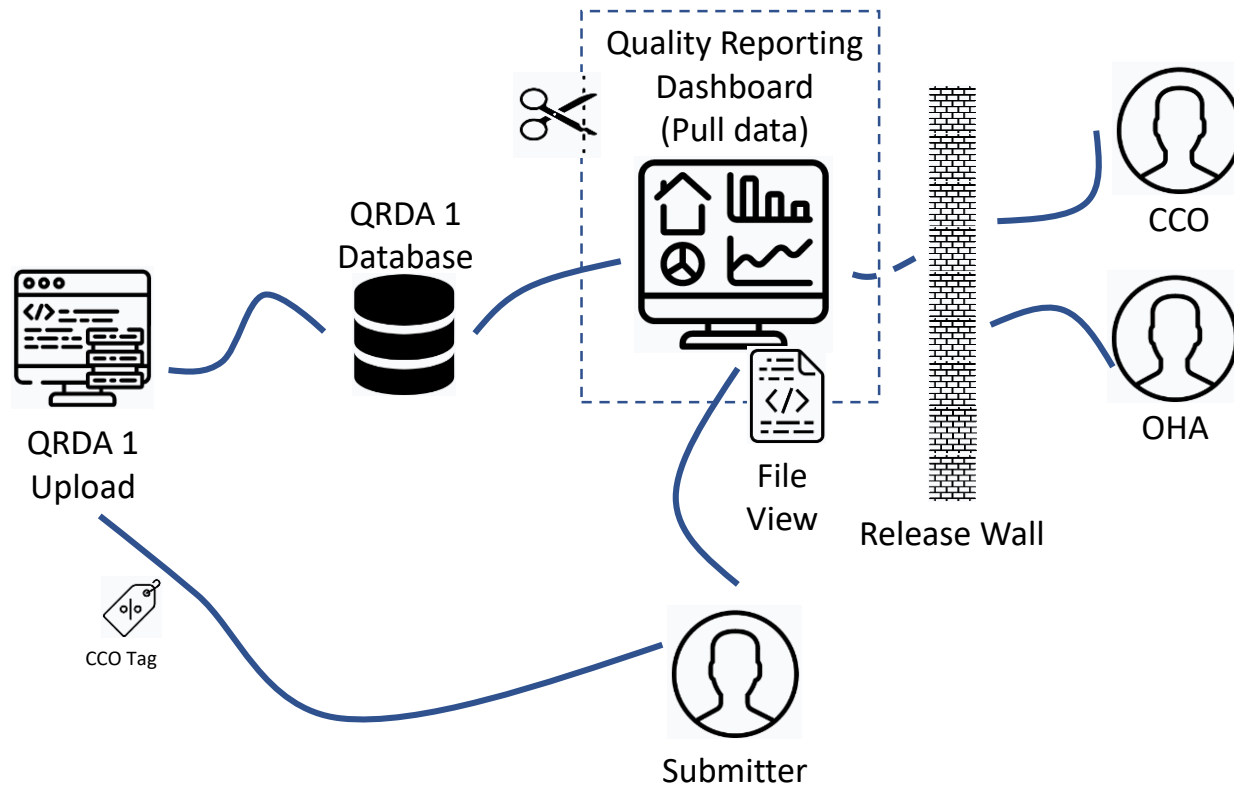 Quality Reporting
Dashboard
(Pull data)
QRDA 1
Database
CCO
QRDA 1
Upload
OHA
File
View
Release Wall
CCO Tag
Submitter